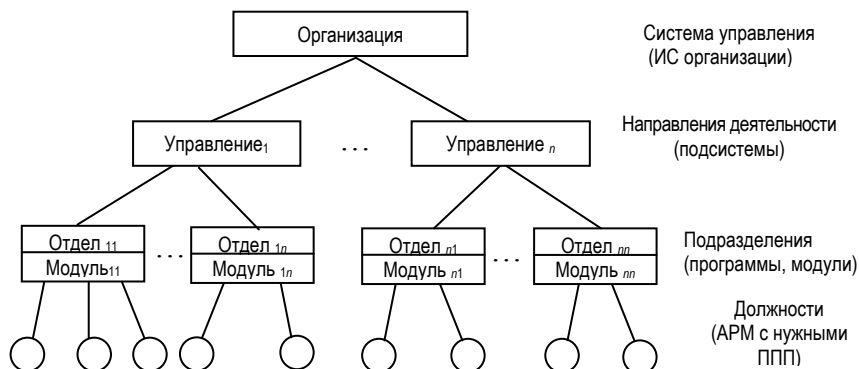 Организация
Система управления
(ИС организации)
Управление1 ... Управление n
Направления деятельности
(подсистемы)
Отдел 11 ... Отдел 1n Отдел n1 ... Отдел nn
Модуль11 Модуль 1n Модуль n1 Модуль nn
Подразделения
(программы, модули)
Должности
(АРМ с нужными
ППП)